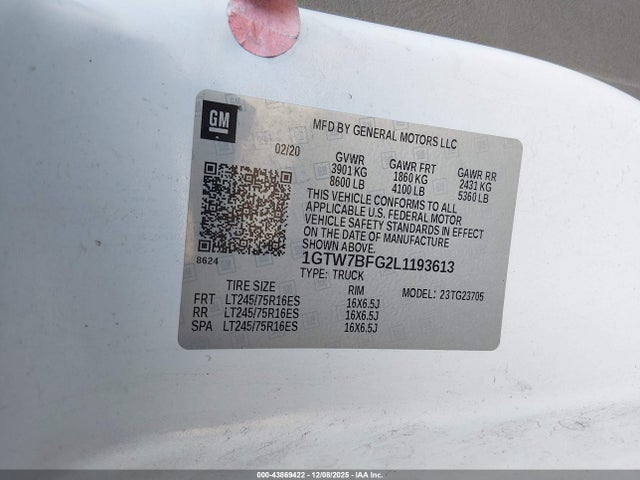 GM
MFD BY GENERAL MOTORS LLC
02/20
GVWR GAWR FRT GAWR RR
3901 KG 1860 KG 2431 KG
8600 LB 4100 LB 5360 LB
THIS VEHICLE CONFORMS TO ALL
APPLICABLE U.S. FEDERAL MOTOR
VEHICLE SAFETY STANDARDS IN EFFECT
ON THE DATE OF MANUFACTURE
SHOWN ABOVE.
8624
1GTW7BFG2L1193613
TYPE: TRUCK
TIRE SIZE RIM MODEL: 23TG23705
FRT LT245/75R16ES 16X6.5J
RR LT245/75R16ES 16X6.5J
SPA LT245/75R16ES 16X6.5J
000-43869422 - 12/08/2025 - IAA Inc. (IAA)